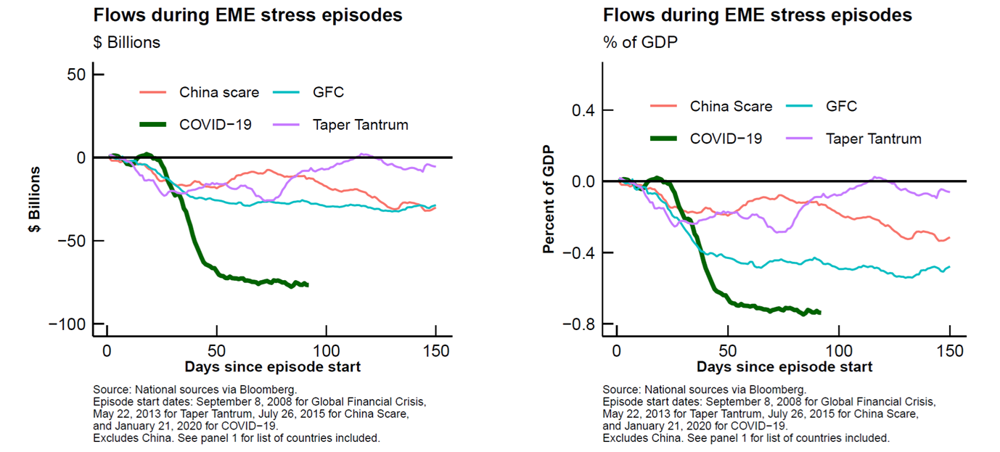 Flows during EME stress episodes
$ Billions
50
0
−50
−100
$ Billions
China scare
GFC
COVID−19
Taper Tantrum
0
50
100
150
Days since episode start
Source: National sources via Bloomberg.
Episode start dates: September 8, 2008 for Global Financial Crisis,
May 22, 2013 for Taper Tantrum, July 26, 2015 for China Scare,
and January 21, 2020 for COVID−19.
Excludes China. See panel 1 for list of countries included.
Flows during EME stress episodes
% of GDP
0.4
0.0
−0.4
−0.8
Percent of GDP
China Scare
GFC
COVID−19
Taper Tantrum
0
50
100
150
Days since episode start
Source: National sources via Bloomberg.
Episode start dates: September 8, 2008 for Global Financial Crisis,
May 22, 2013 for Taper Tantrum, July 26, 2015 for China Scare,
and January 21, 2020 for COVID−19.
Excludes China. See panel 1 for list of countries included.